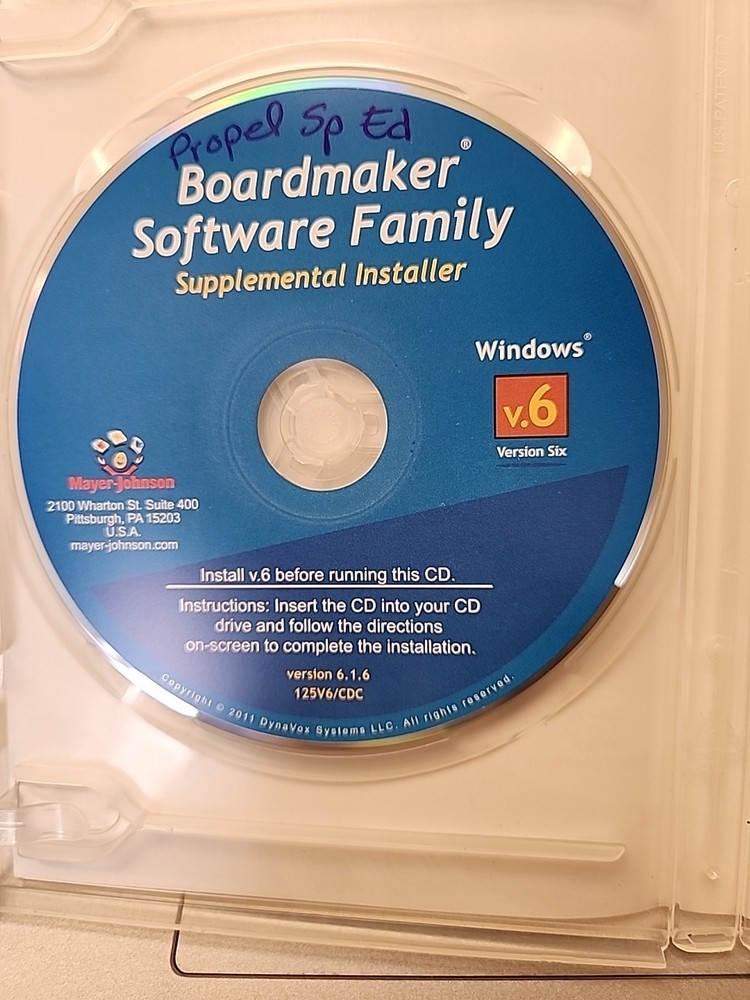 Propel Sp Ed
Boardmaker®
Software Family
Supplemental Installer
Windows®
v.6
Version Six
Mayer-Johnson
2100 Wharton St. Suite 400
Pittsburgh, PA 15203
U.S.A.
mayer-johnson.com
Install v.6 before running this CD.
Instructions: Insert the CD into your CD
drive and follow the directions
on-screen to complete the installation.
version 6.1.6
125V6/CDC
Copyright © 2011 DynaVox Systems LLC. All rights reserved.
U.S. PATENTED